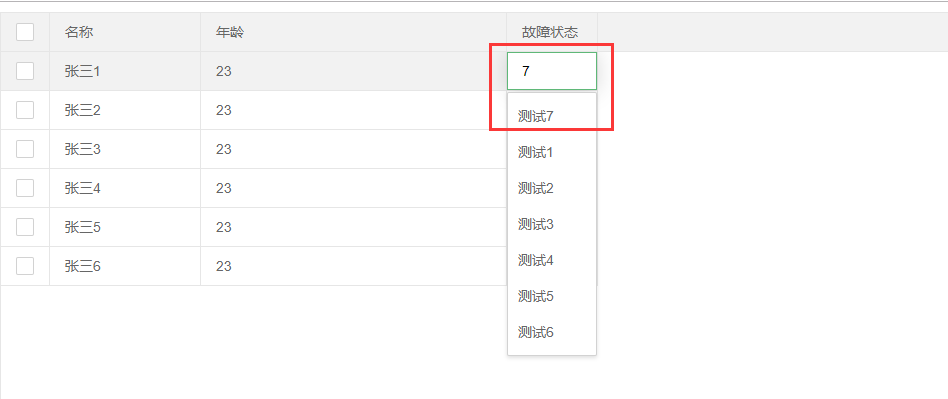 名称 年龄 故障状态
张三1 23 7
张三2 23 测试7
张三3 23 测试1
张三4 23 测试2
张三5 23 测试3
张三6 23 测试4
测试5
测试6